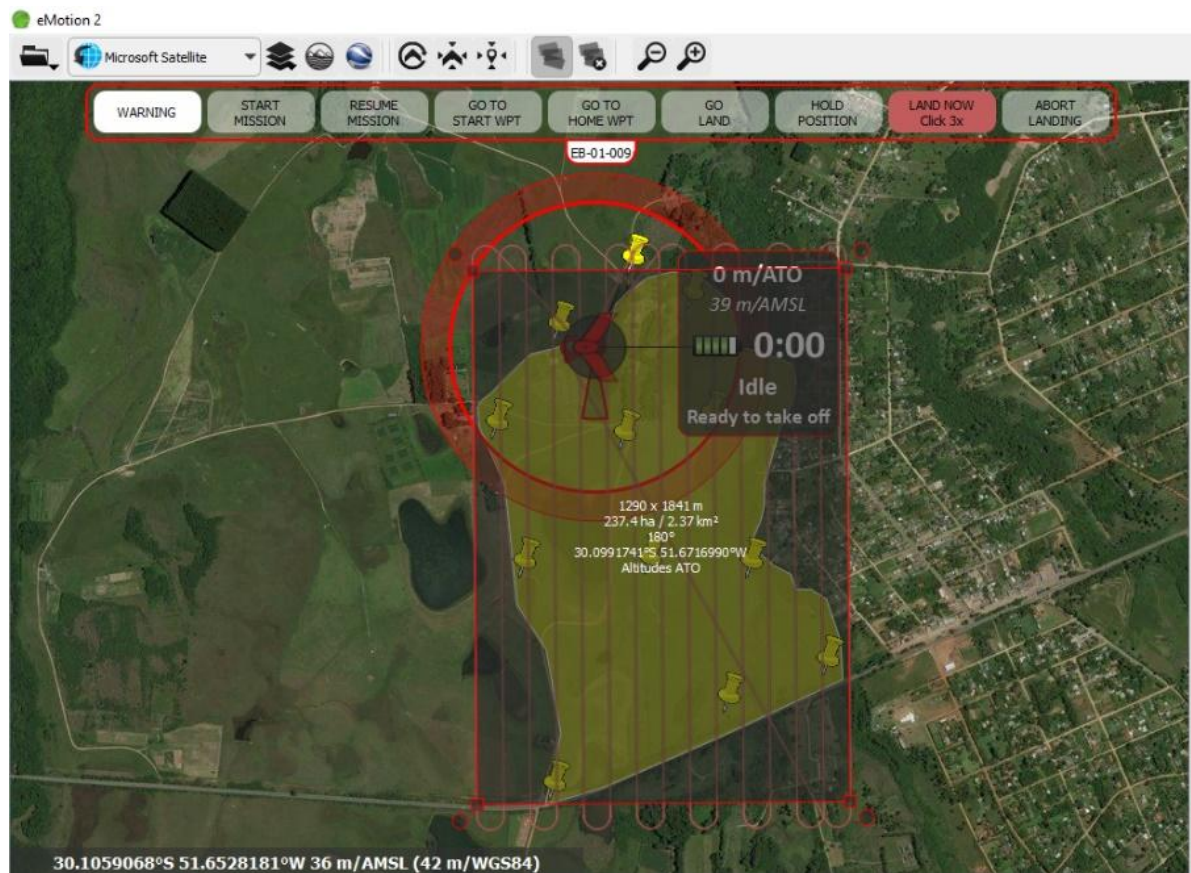 eMotion 2
Microsoft Satellite
WARNING
START
MISSION
RESUME
MISSION
GO TO
START WPT
GO TO
HOME WPT
GO
LAND
HOLD
POSITION
LAND NOW
Click 3x
ABORT
LANDING
EB-01-009
0 m/ATO
39 m/AMSL
0:00
Idle
Ready to take off
1290 x 1841 m
237.4 ha / 2.37 km²
180°
30.0991741°S 51.6716990°W
Altitudes ATO
30.1059068°S 51.6528181°W 36 m/AMSL (42 m/WGS84)